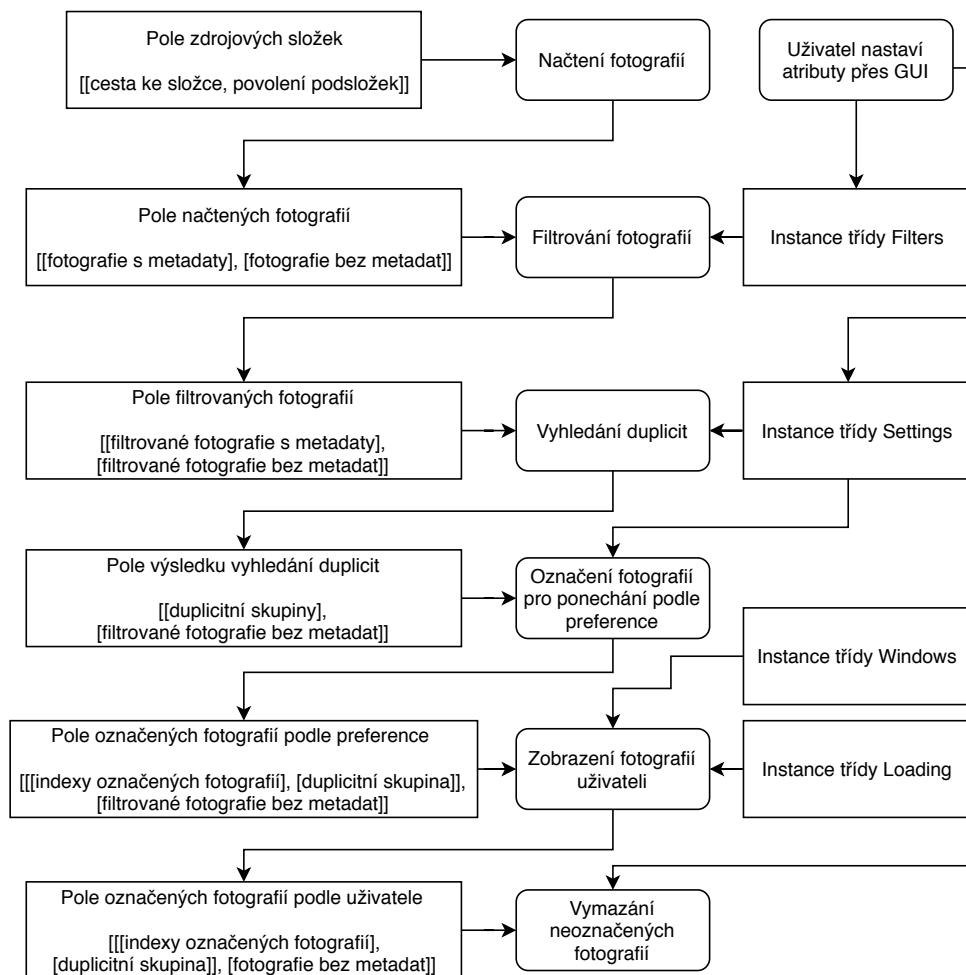 Pole zdrojových složek
[[cesta ke složce, povolení podsložek]]
Načtení fotografií
Uživatel nastaví
atributy přes GUI
Pole načtených fotografií
[[fotografie s metadaty], [fotografie bez metadat]]
Filtrování fotografií
Instance třídy Filters
Pole filtrovaných fotografií
[[filtrované fotografie s metadaty],
[filtrované fotografie bez metadat]]
Vyhledání duplicit
Instance třídy Settings
Pole výsledku vyhledání duplicit
[[duplicitní skupiny],
[filtrované fotografie bez metadat]]
Označení fotografií
pro ponechání podle
preference
Instance třídy Windows
Pole označených fotografií podle preference
[[[indexy označených fotografií], [duplicitní skupina]],
[filtrované fotografie bez metadat]]
Zobrazení fotografií
uživateli
Instance třídy Loading
Pole označených fotografií podle uživatele
[[[indexy označených fotografií],
[duplicitní skupina]], [fotografie bez metadat]]
Vymazání
neoznačených
fotografií